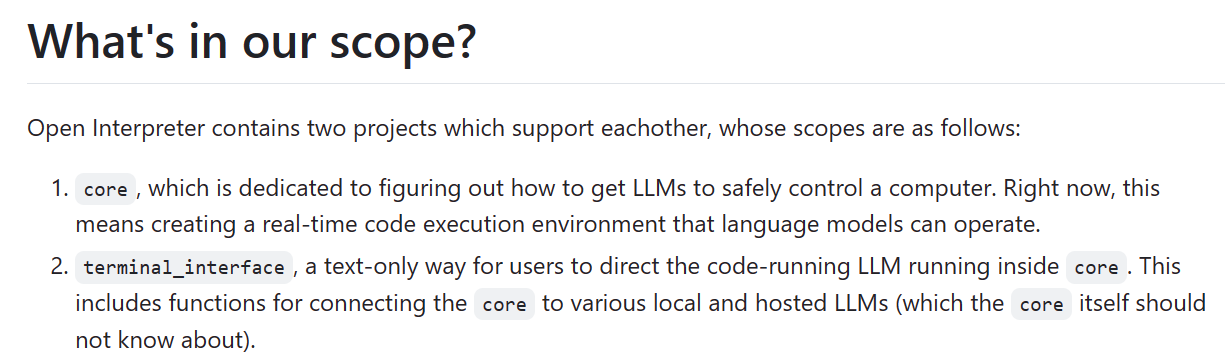 What's in our scope?
Open Interpreter contains two projects which support eachother, whose scopes are as follows:
1. core, which is dedicated to figuring out how to get LLMs to safely control a computer. Right now, this
means creating a real-time code execution environment that language models can operate.
2. terminal_interface, a text-only way for users to direct the code-running LLM running inside core. This
includes functions for connecting the core to various local and hosted LLMs (which the core itself should
not know about).